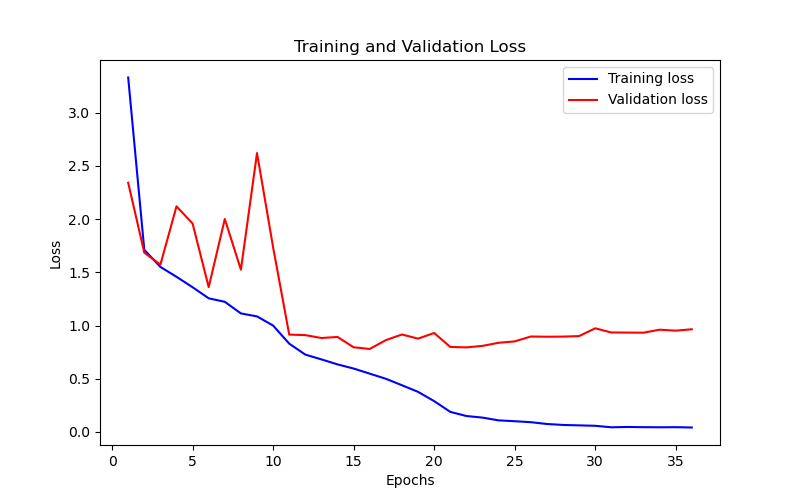 Training and Validation Loss
Training loss
Validation loss
3.0
2.5
2.0
1.5
1.0
0.5
0.0
Loss
0 5 10 15 20 25 30 35
Epochs